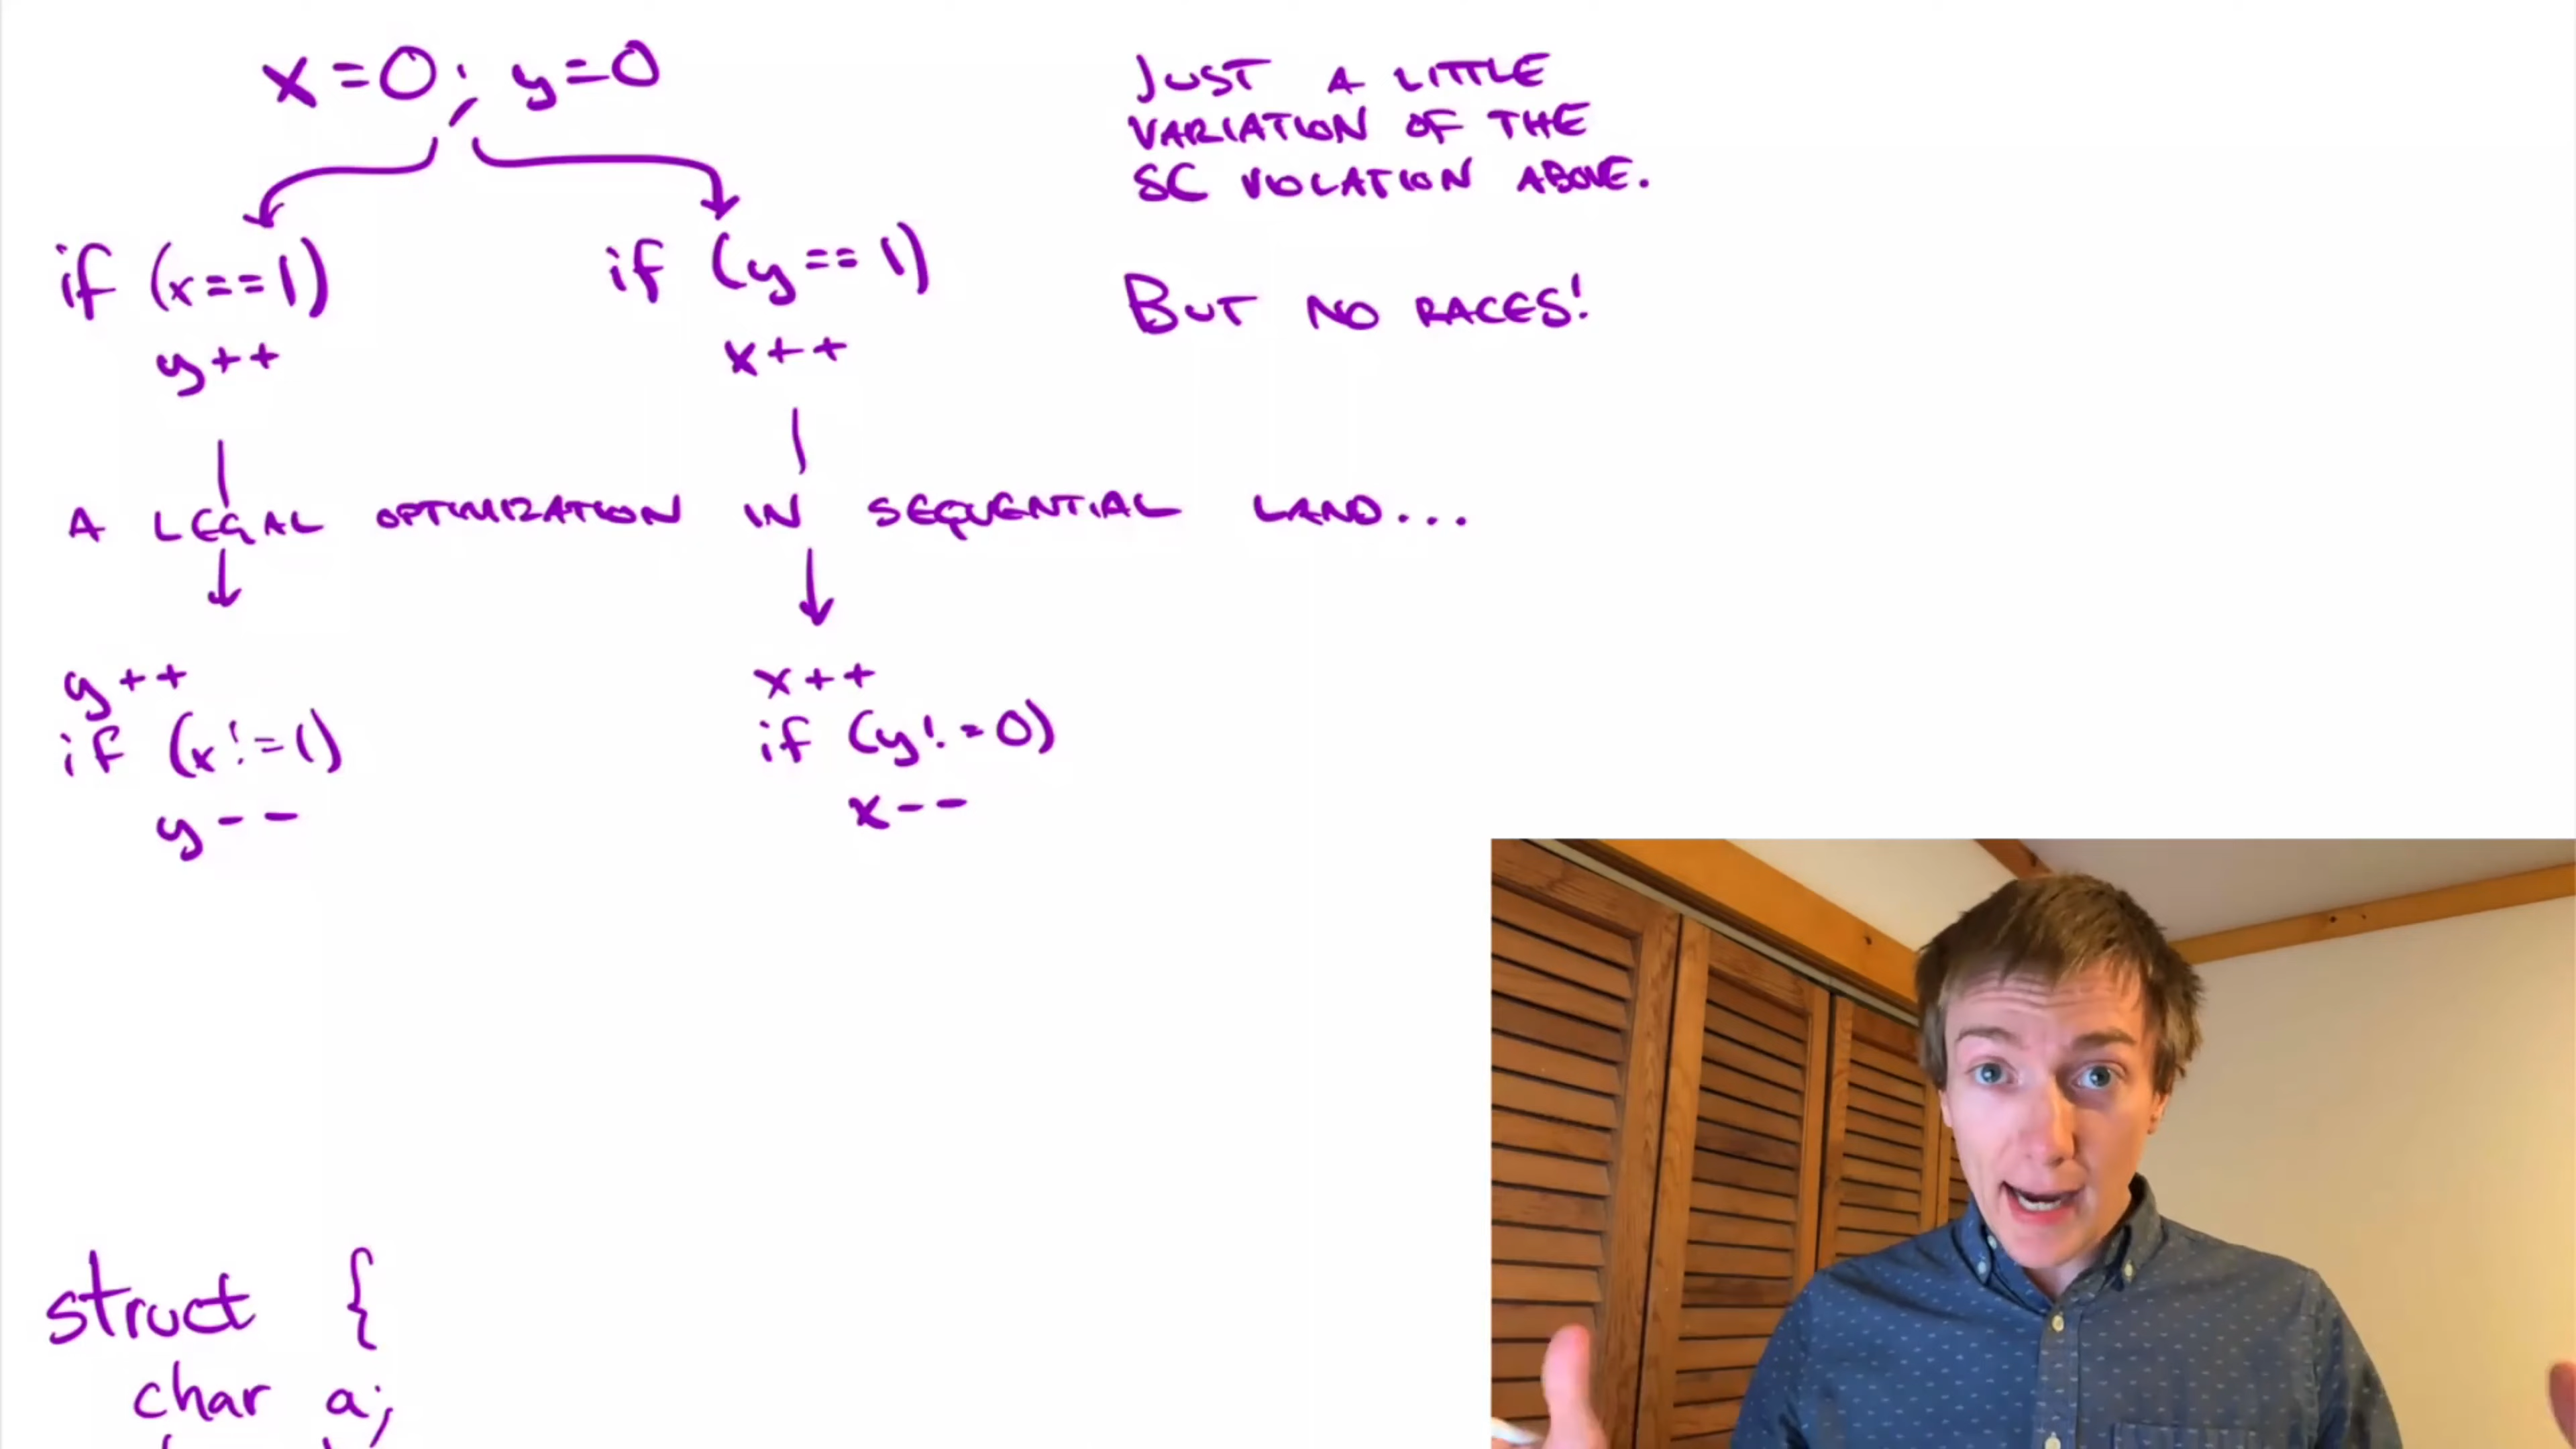 x=0; y=0
if (x==1)
y++
if (y==1)
x++
JUST A LITTLE
VARIATION OF THE
SC VIOLATION ABOVE.
BUT NO RACES!
A LEGAL OPTIMIZATION IN SEQUENTIAL LAND...
y++
if (x!=1)
y--
x++
if (y!=0)
x--
struct {
char a;